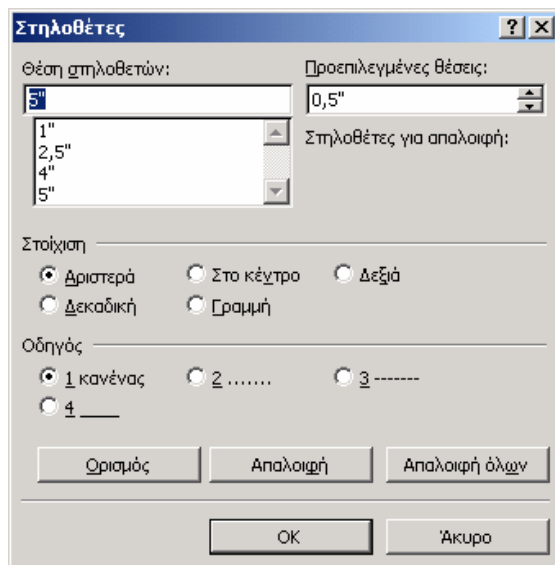 Στηλοθέτες
Θέση στηλοθετών: Προεπιλεγμένες θέσεις:
5" 0,5"
1" Στηλοθέτες για απαλοιφή:
2,5"
4"
5"
Στοίχιση
Αριστερά Στο κέντρο Δεξιά
Δεκαδική Γραμμή
Οδηγός
1 κανένας 2 ....... 3 -------
4 ____
Ορισμός Απαλοιφή Απαλοιφή όλων
OK Άκυρο